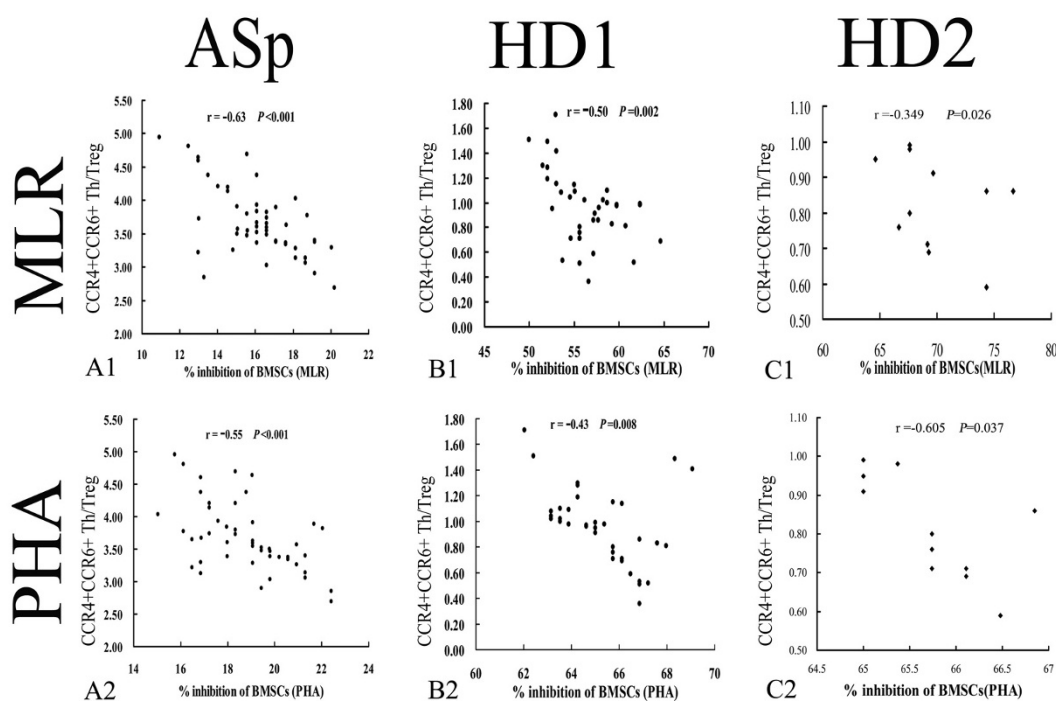 ASp HD1 HD2
MLR
CCR4+CCR6+ Th/Treg
5.50
5.00
4.50
4.00
3.50
3.00
2.50
2.00
r = -0.63 P<0.001
10 12 14 16 18 20 22
A1 % inhibition of BMSCs (MLR)
CCR4+CCR6+ Th/Treg
1.80
1.60
1.40
1.20
1.00
0.80
0.60
0.40
0.20
0.00
r = -0.50 P=0.002
45 50 55 60 65 70
B1 % inhibition of BMSCs (MLR)
CCR4+CCR6+ Th/Treg
1.10
1.00
0.90
0.80
0.70
0.60
0.50
r =-0.349 P=0.026
60 65 70 75 80
C1 % inhibition of BMSCs(MLR)
PHA
CCR4+CCR6+ Th/Treg
5.50
5.00
4.50
4.00
3.50
3.00
2.50
2.00
r = -0.55 P<0.001
14 16 18 20 22 24
A2 % inhibition of BMSCs (PHA)
CCR4+CCR6+ Th/Treg
1.80
1.60
1.40
1.20
1.00
0.80
0.60
0.40
0.20
0.00
r = -0.43 P=0.008
60 62 64 66 68 70
B2 % inhibition of BMSCs (PHA)
CCR4+CCR6+ Th/Treg
1.10
1.00
0.90
0.80
0.70
0.60
0.50
r =-0.605 P=0.037
64.5 65 65.5 66 66.5 67
C2 % inhibition of BMSCs(PHA)